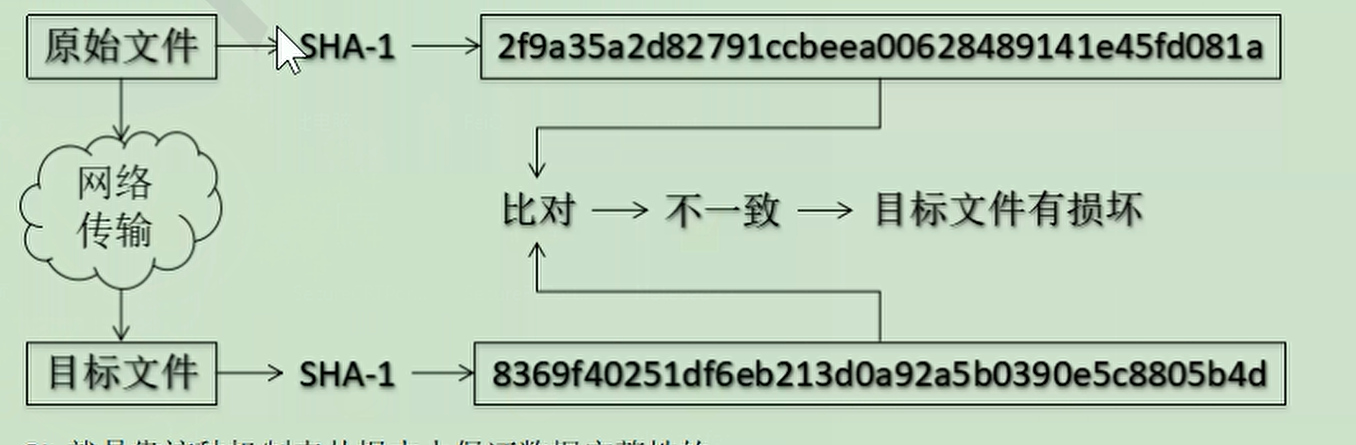 原始文件 SHA-1 2f9a35a2d82791ccbeea00628489141e45fd081a
网络
传输
比对 不一致 目标文件有损坏
目标文件 SHA-1 8369f40251df6eb213d0a92a5b0390e5c8805b4d